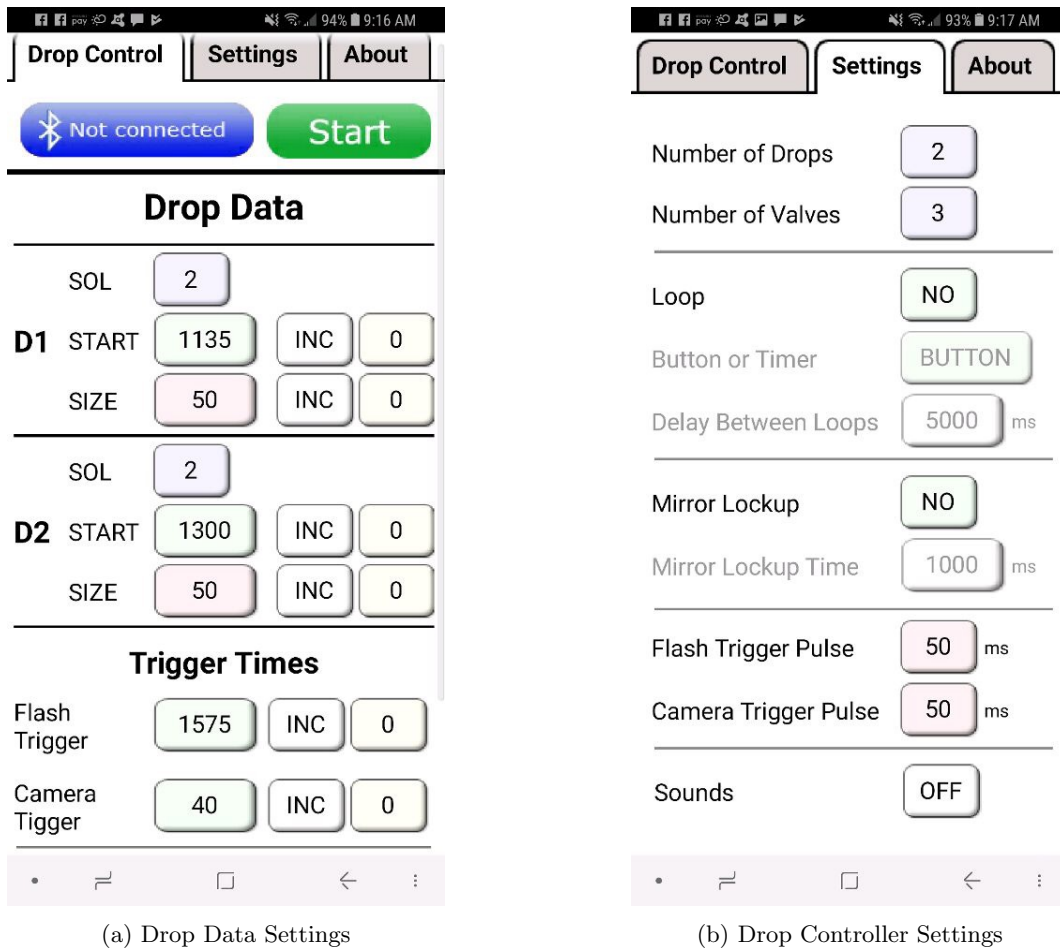 pay 94% 9:16 AM
Drop Control Settings About
Not connected Start
Drop Data
SOL 2
D1 START 1135 INC 0
SIZE 50 INC 0
SOL 2
D2 START 1300 INC 0
SIZE 50 INC 0
Trigger Times
Flash
Trigger 1575 INC 0
Camera
Tigger 40 INC 0
(a) Drop Data Settings
pay 93% 9:17 AM
Drop Control Settings About
Number of Drops 2
Number of Valves 3
Loop NO
Button or Timer BUTTON
Delay Between Loops 5000 ms
Mirror Lockup NO
Mirror Lockup Time 1000 ms
Flash Trigger Pulse 50 ms
Camera Trigger Pulse 50 ms
Sounds OFF
(b) Drop Controller Settings